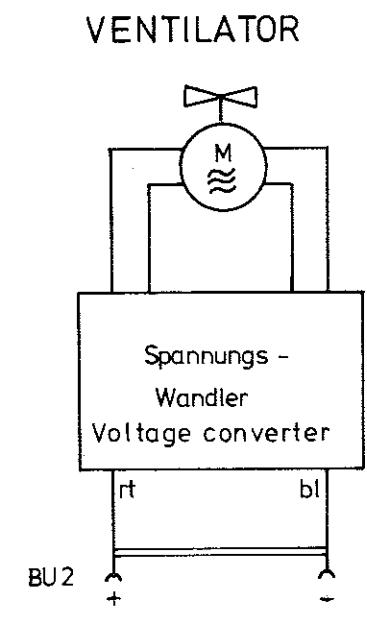 VENTILATOR
M
Spannungs -
Wandler
Voltage converter
rt bl
BU2
+ -